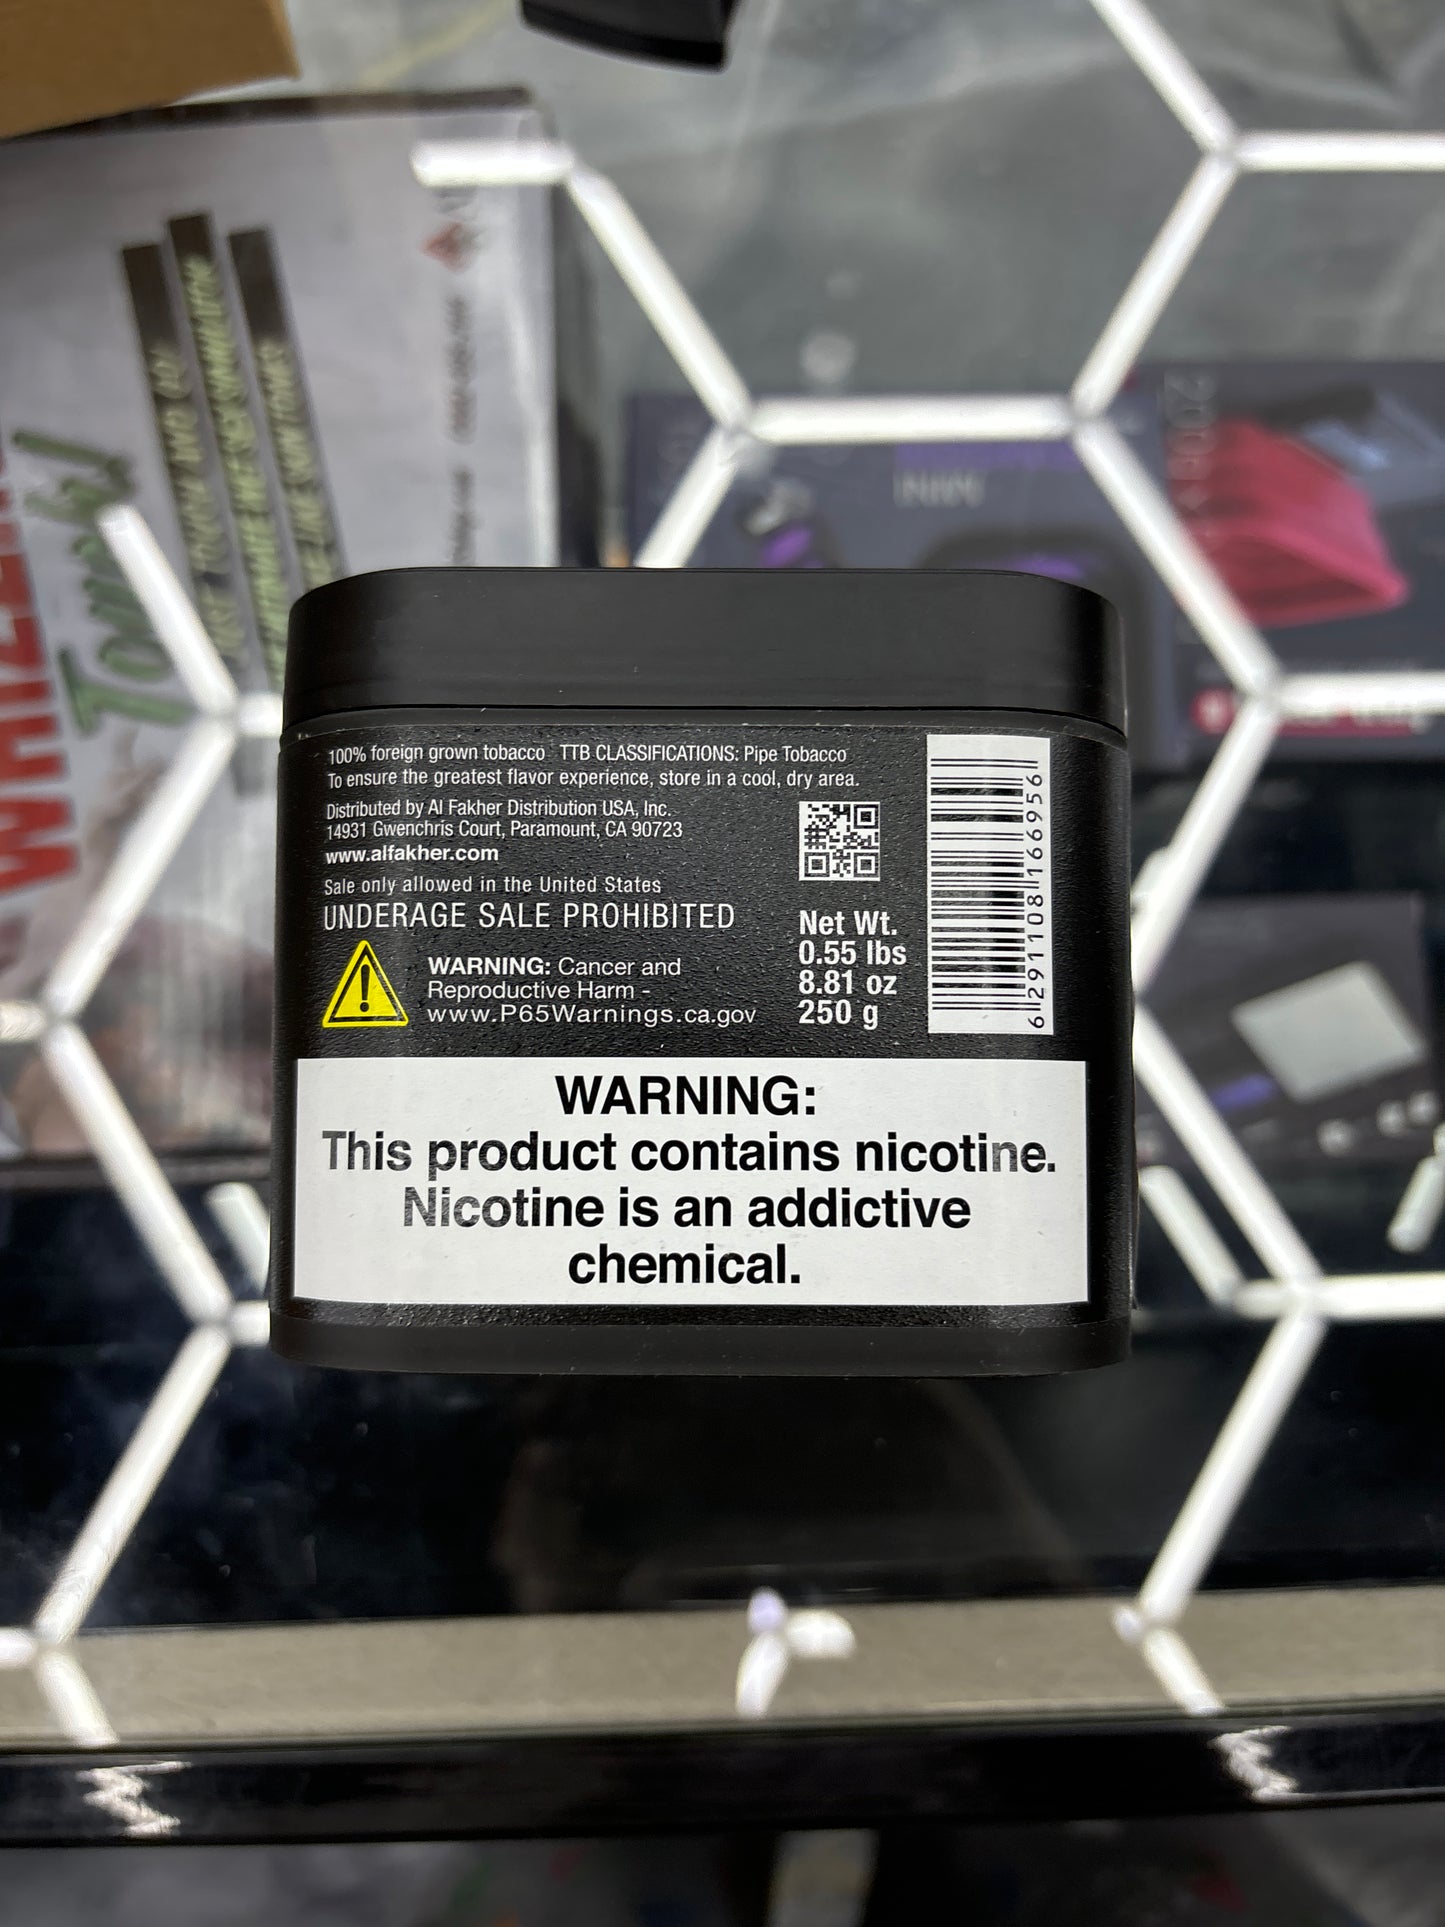 100% foreign grown tobacco TTB CLASSIFICATIONS: Pipe Tobacco
To ensure the greatest flavor experience, store in a cool, dry area.
Distributed by Al Fakher Distribution USA, Inc.
14931 Gwenchris Court, Paramount, CA 90723
www.alfakher.com
Sale only allowed in the United States
UNDERAGE SALE PROHIBITED
WARNING: Cancer and
Reproductive Harm -
www.P65Warnings.ca.gov
Net Wt.
0.55 lbs
8.81 oz
250 g
6 291108 166956
WARNING:
This product contains nicotine.
Nicotine is an addictive
chemical.
MINI